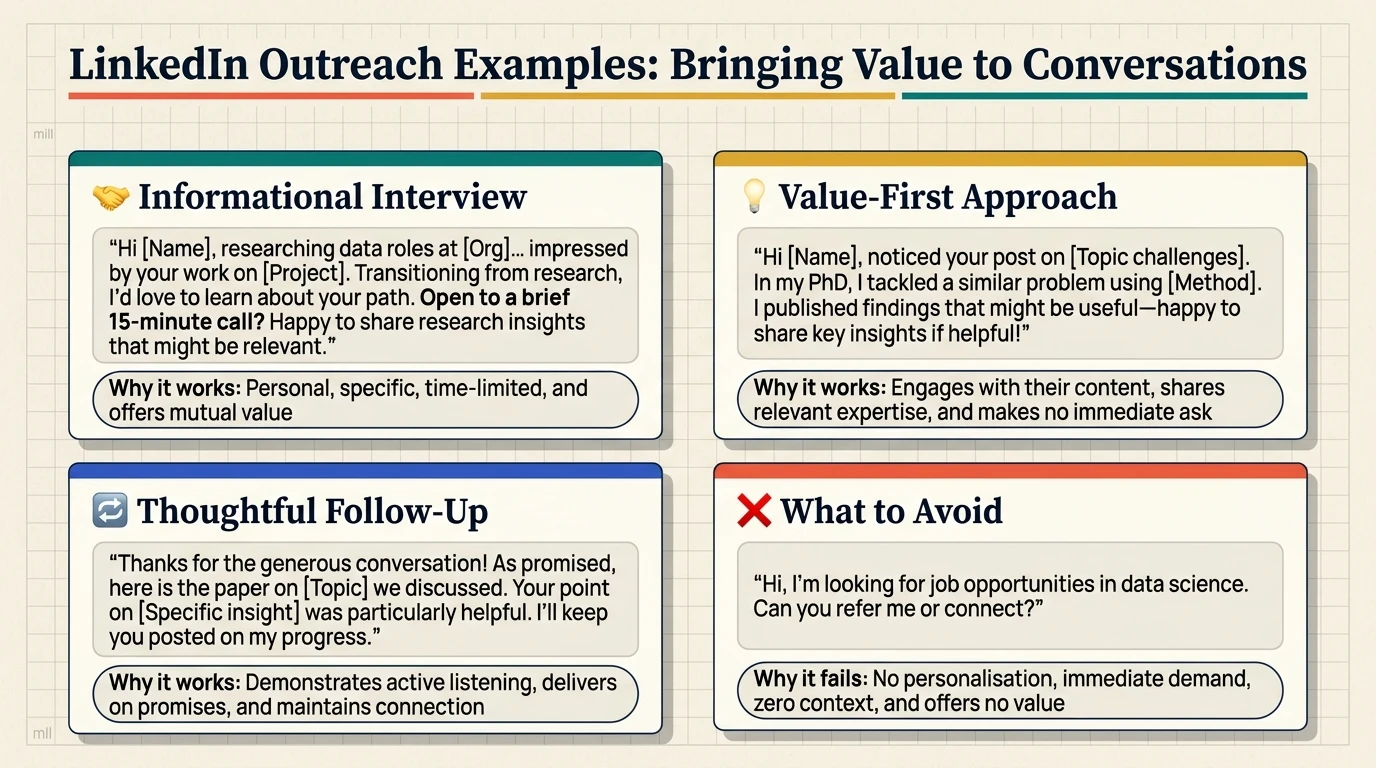 LinkedIn Outreach Examples: Bringing Value to Conversations
mill
🤝 Informational Interview
“Hi [Name], researching data roles at [Org]... impressed
by your work on [Project]. Transitioning from research,
I’d love to learn about your path. Open to a brief
15-minute call? Happy to share research insights
that might be relevant.”
Why it works: Personal, specific, time-limited, and
offers mutual value
💡 Value-First Approach
“Hi [Name], noticed your post on [Topic challenges].
In my PhD, I tackled a similar problem using [Method].
I published findings that might be useful—happy to
share key insights if helpful!”
Why it works: Engages with their content, shares
relevant expertise, and makes no immediate ask
🔁 Thoughtful Follow-Up
“Thanks for the generous conversation! As promised,
here is the paper on [Topic] we discussed. Your point
on [Specific insight] was particularly helpful. I’ll keep
you posted on my progress.”
Why it works: Demonstrates active listening, delivers
on promises, and maintains connection
❌ What to Avoid
“Hi, I’m looking for job opportunities in data science.
Can you refer me or connect?”
Why it fails: No personalisation, immediate demand,
zero context, and offers no value
mll